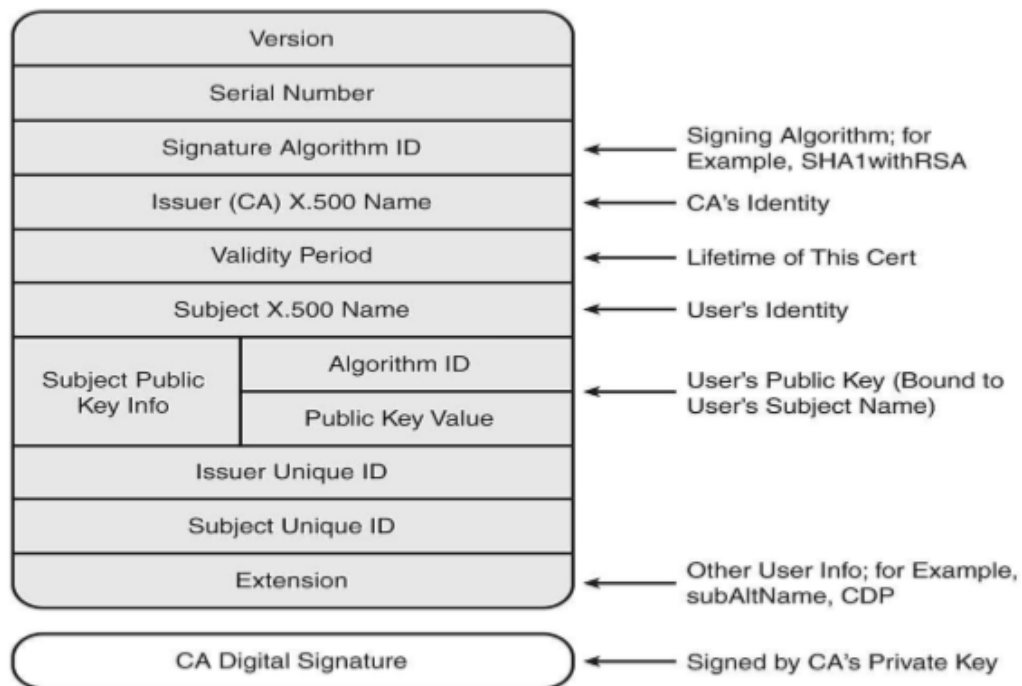 Version
Serial Number
Signature Algorithm ID
Signing Algorithm; for
Example, SHA1withRSA
Issuer (CA) X.500 Name
CA's Identity
Validity Period
Lifetime of This Cert
Subject X.500 Name
User's Identity
Subject Public
Key Info
Algorithm ID
Public Key Value
User's Public Key (Bound to
User's Subject Name)
Issuer Unique ID
Subject Unique ID
Extension
Other User Info; for Example,
subAltName, CDP
CA Digital Signature
Signed by CA's Private Key